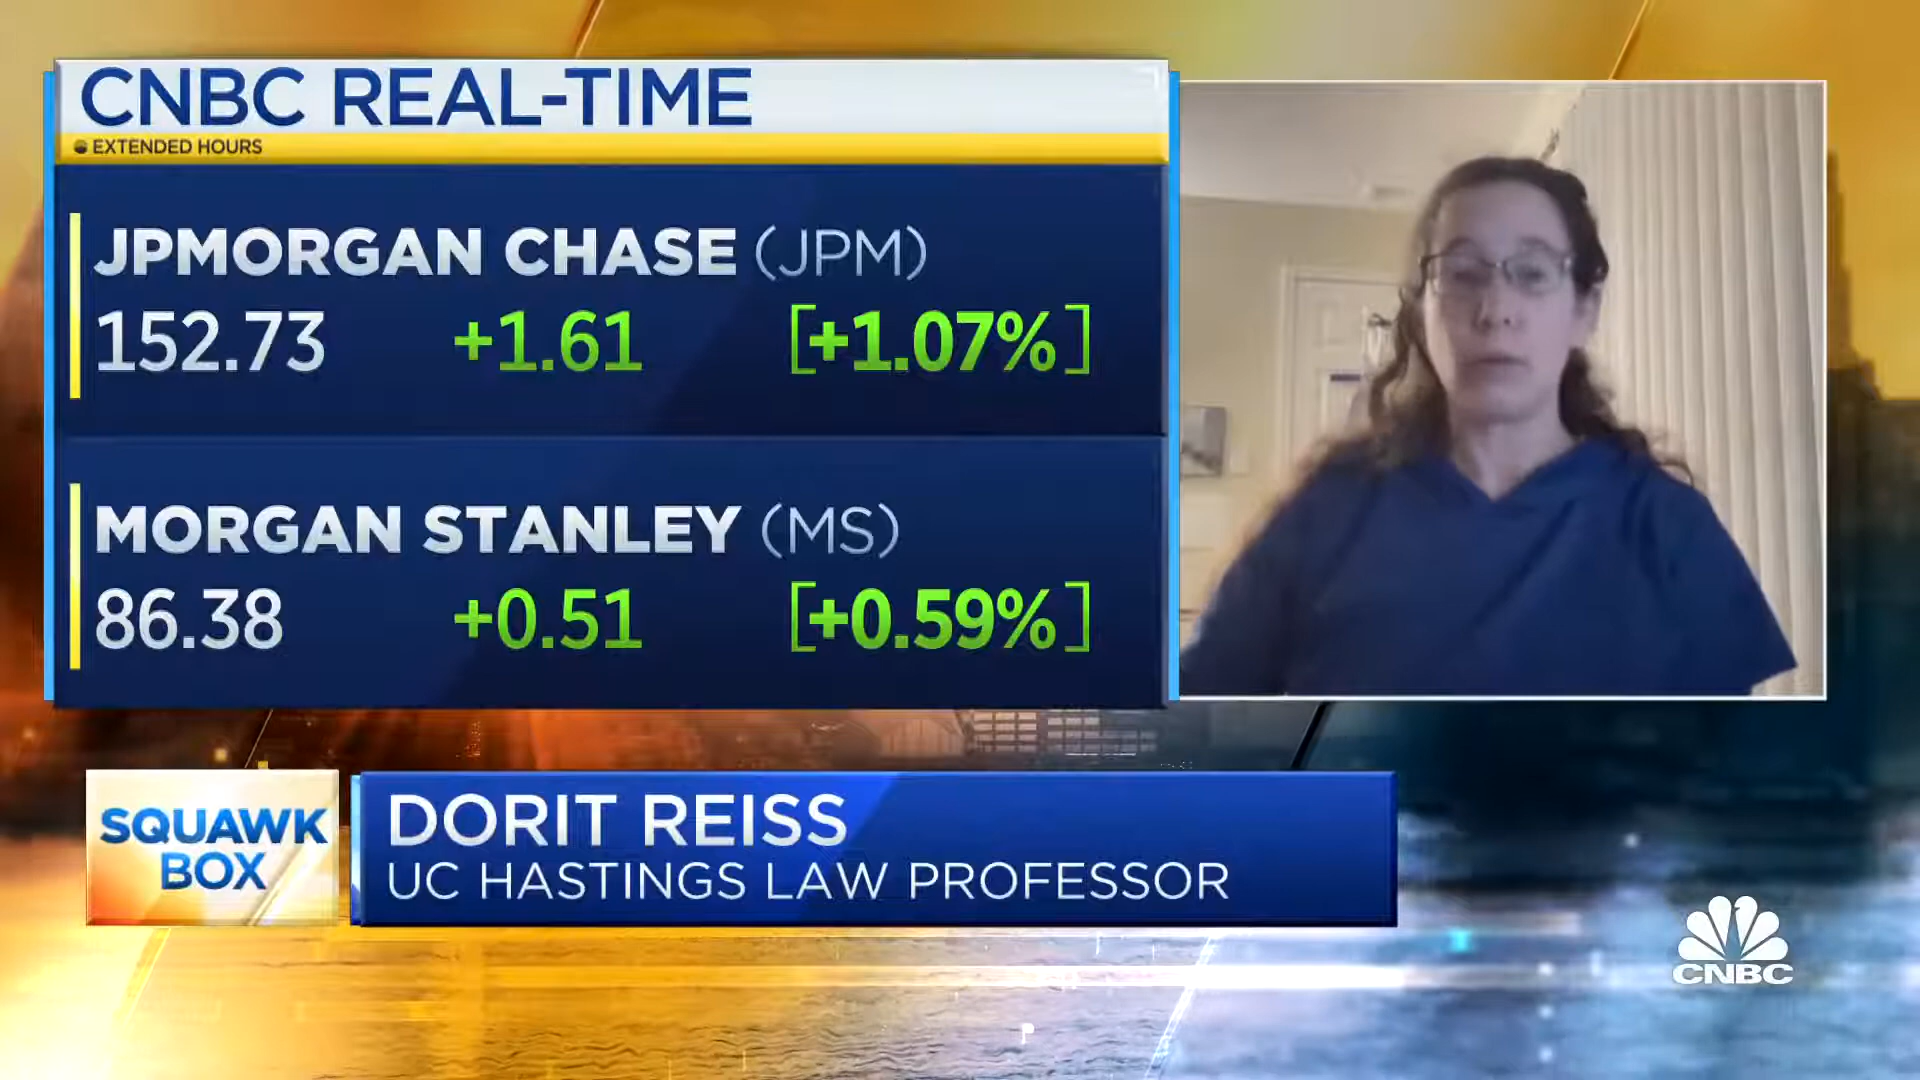 CNBC REAL-TIME
EXTENDED HOURS
JPMORGAN CHASE (JPM)
152.73 +1.61 [+1.07%]
MORGAN STANLEY (MS)
86.38 +0.51 [+0.59%]
SQUAWK
BOX
DORIT REISS
UC HASTINGS LAW PROFESSOR
CNBC